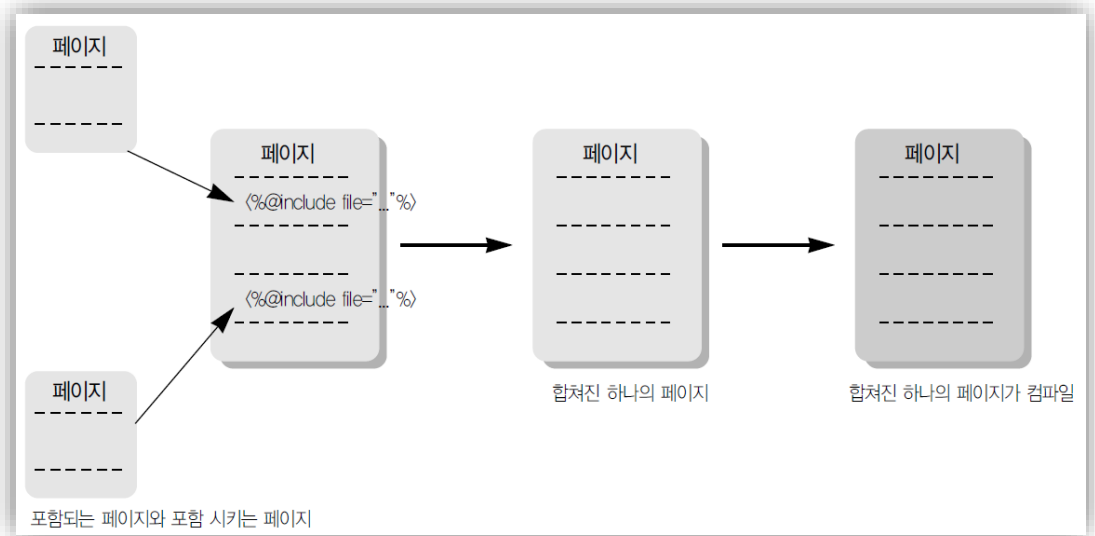 페이지
페이지
<%@include file="..."%>
<%@include file="..."%>
페이지
페이지
페이지
합쳐진 하나의 페이지
합쳐진 하나의 페이지가 컴파일
포함되는 페이지와 포함 시키는 페이지